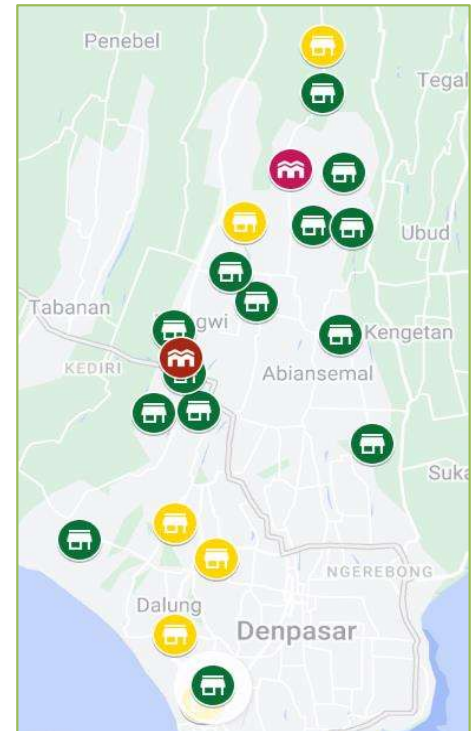 Penebel
Tegal
Ubud
Tabanan
gwi
Kengetan
KEDIRI
Abiansemal
Suka
NGEREBONG
Dalung
Denpasar